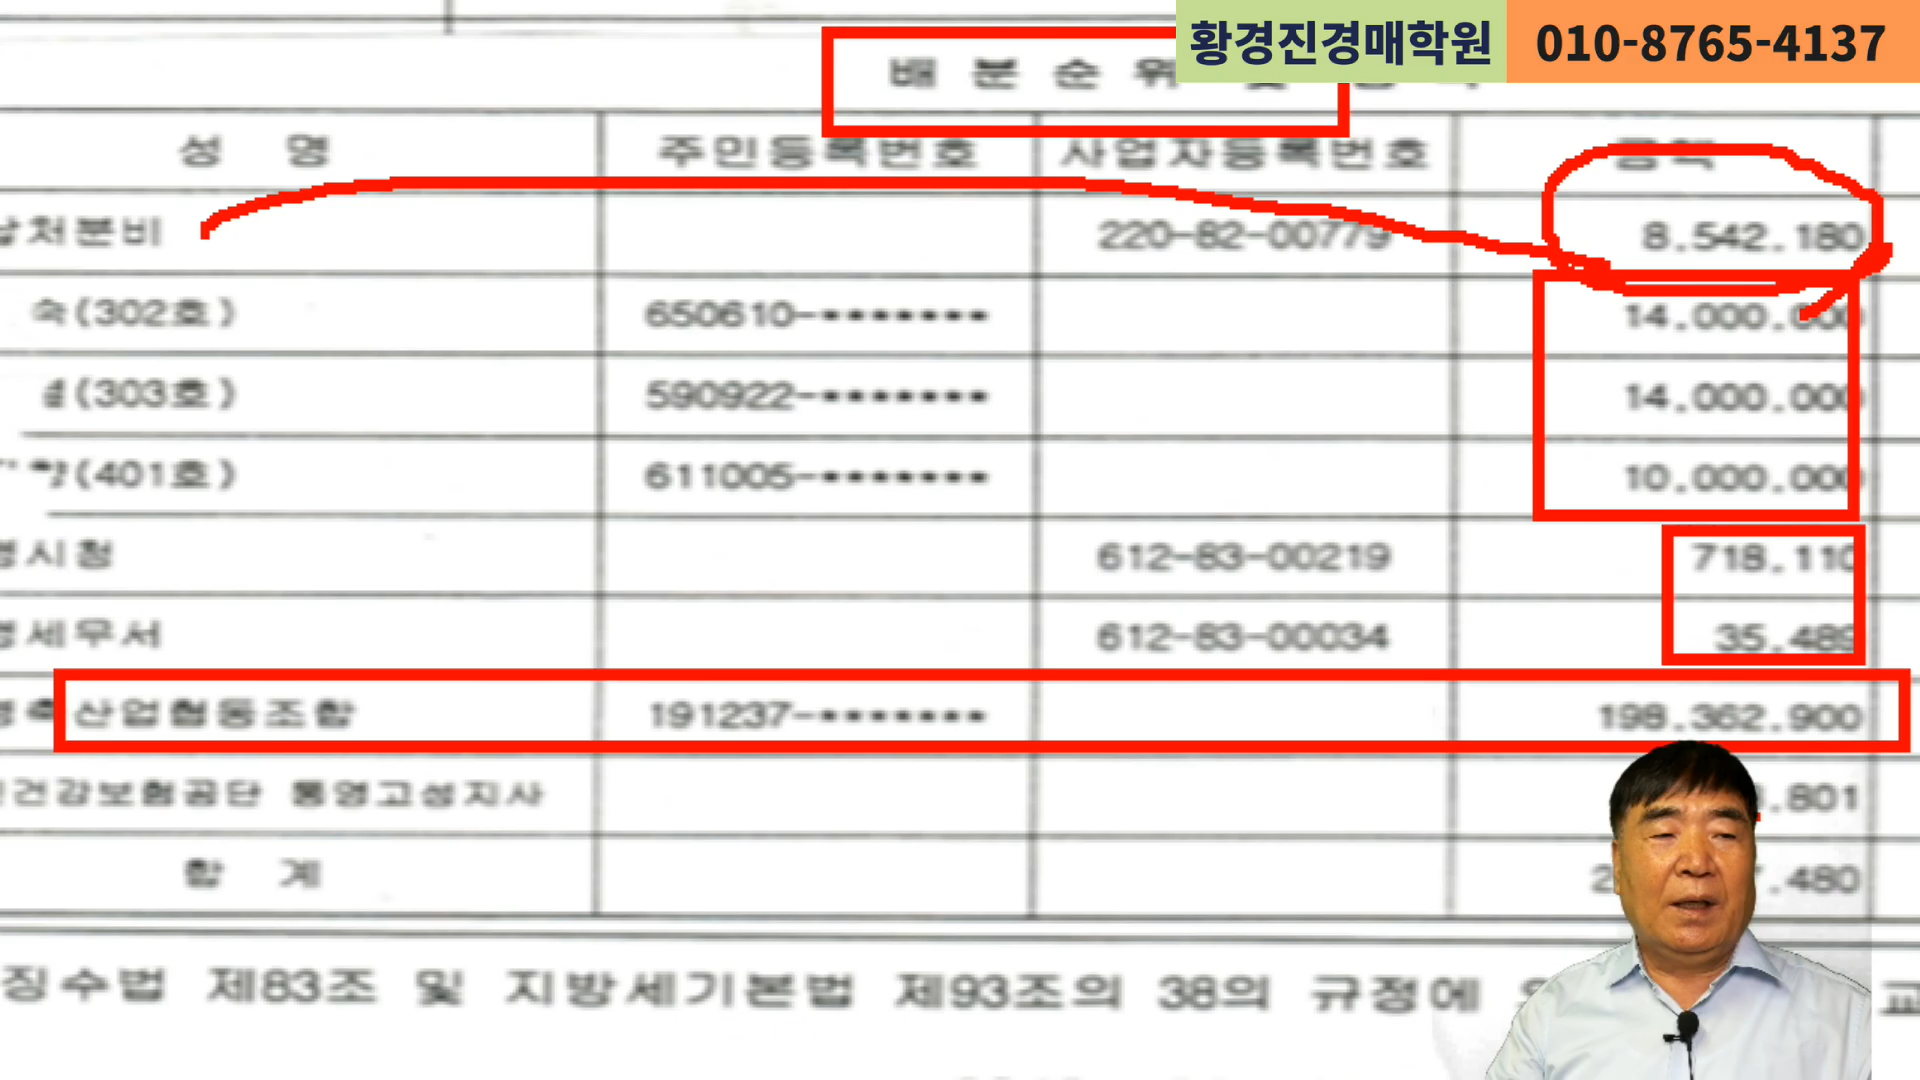 황경진경매학원 010-8765-4137
배 분 순 위 및
성 명 주민등록번호 사업자등록번호 금액
처분비 220-82-00779 8.542.180
숙(302호) 650610-******* 14.000.000
(303호) 590922-******* 14.000.000
(401호) 611005-******* 10.000.000
시청 612-83-00219 718.110
세무서 612-83-00034 35.489
축산업협동조합 191237-******* 198.362.900
건강보험공단 통영고성지사 .801
합 계 .480
징수법 제83조 및 지방세기본법 제93조의 38의 규정에